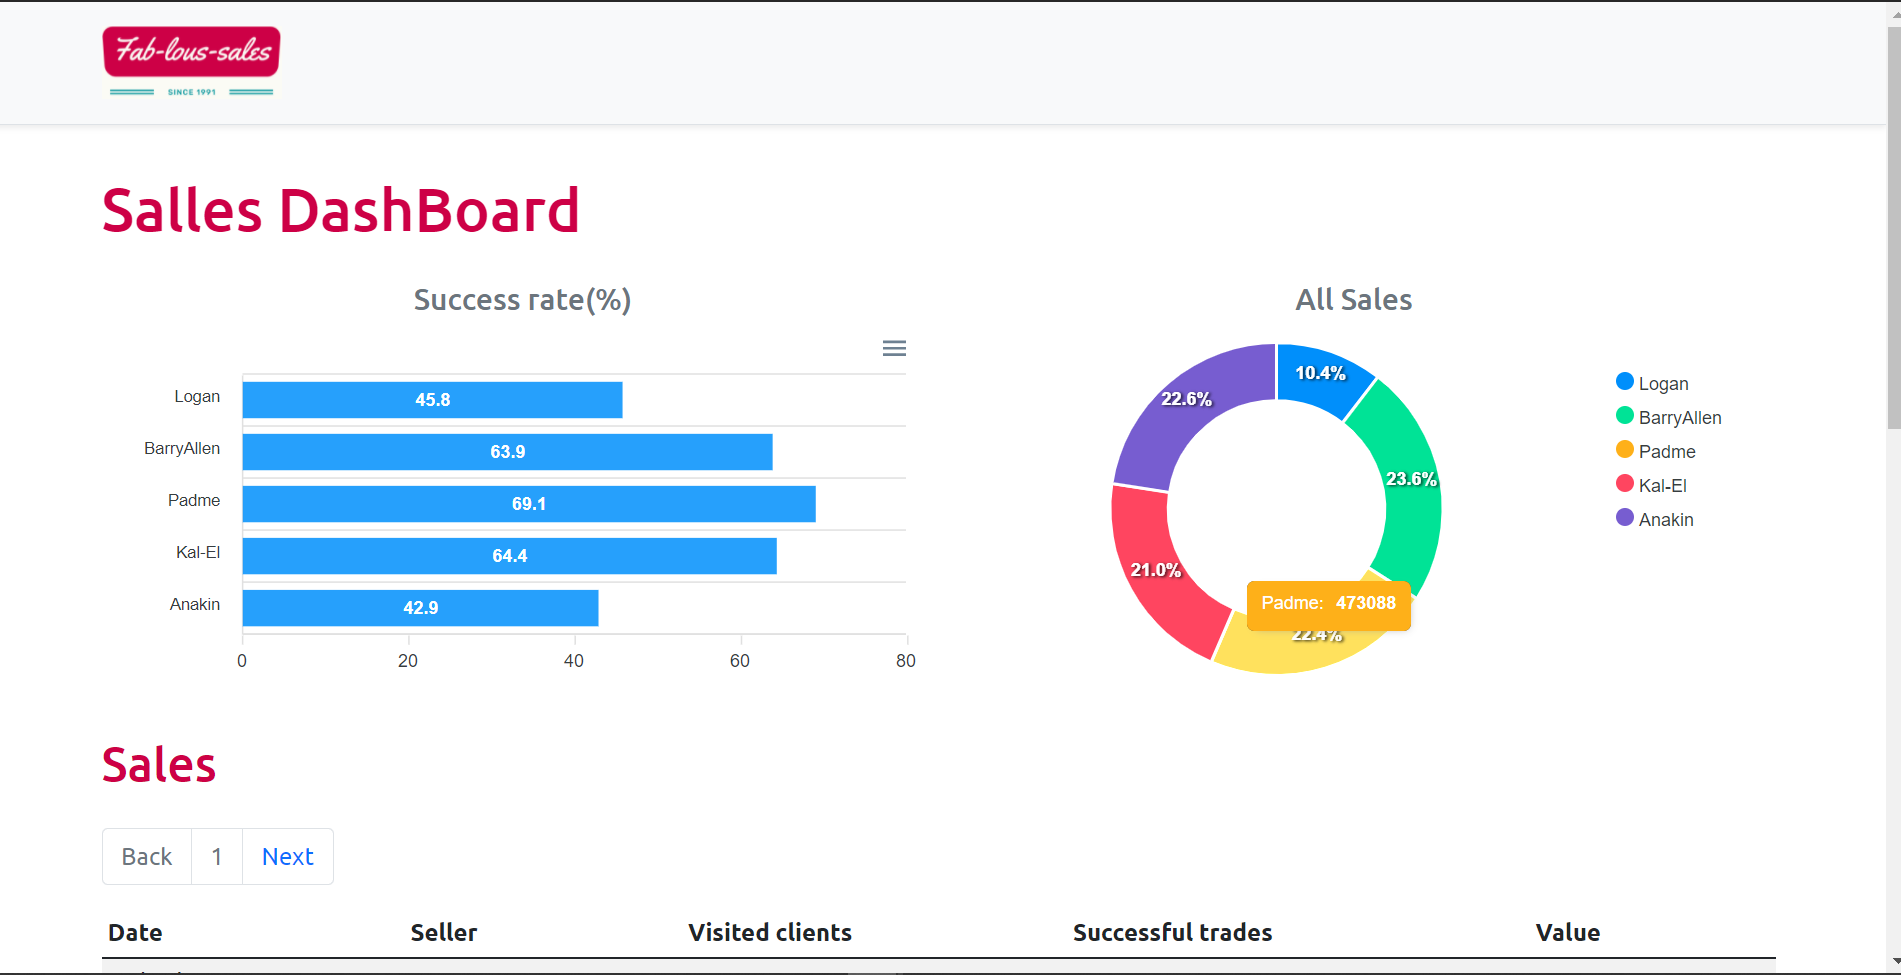 Fab-lous-sales
SINCE 1991
Salles DashBoard
Success rate(%)
Logan
45.8
BarryAllen
63.9
Padme
69.1
Kal-El
64.4
Anakin
42.9
0 20 40 60 80
All Sales
10.4%
22.6%
23.6%
21.0%
Padme: 473088
22.4%
Logan
BarryAllen
Padme
Kal-El
Anakin
Sales
Back 1 Next
Date Seller Visited clients Successful trades Value